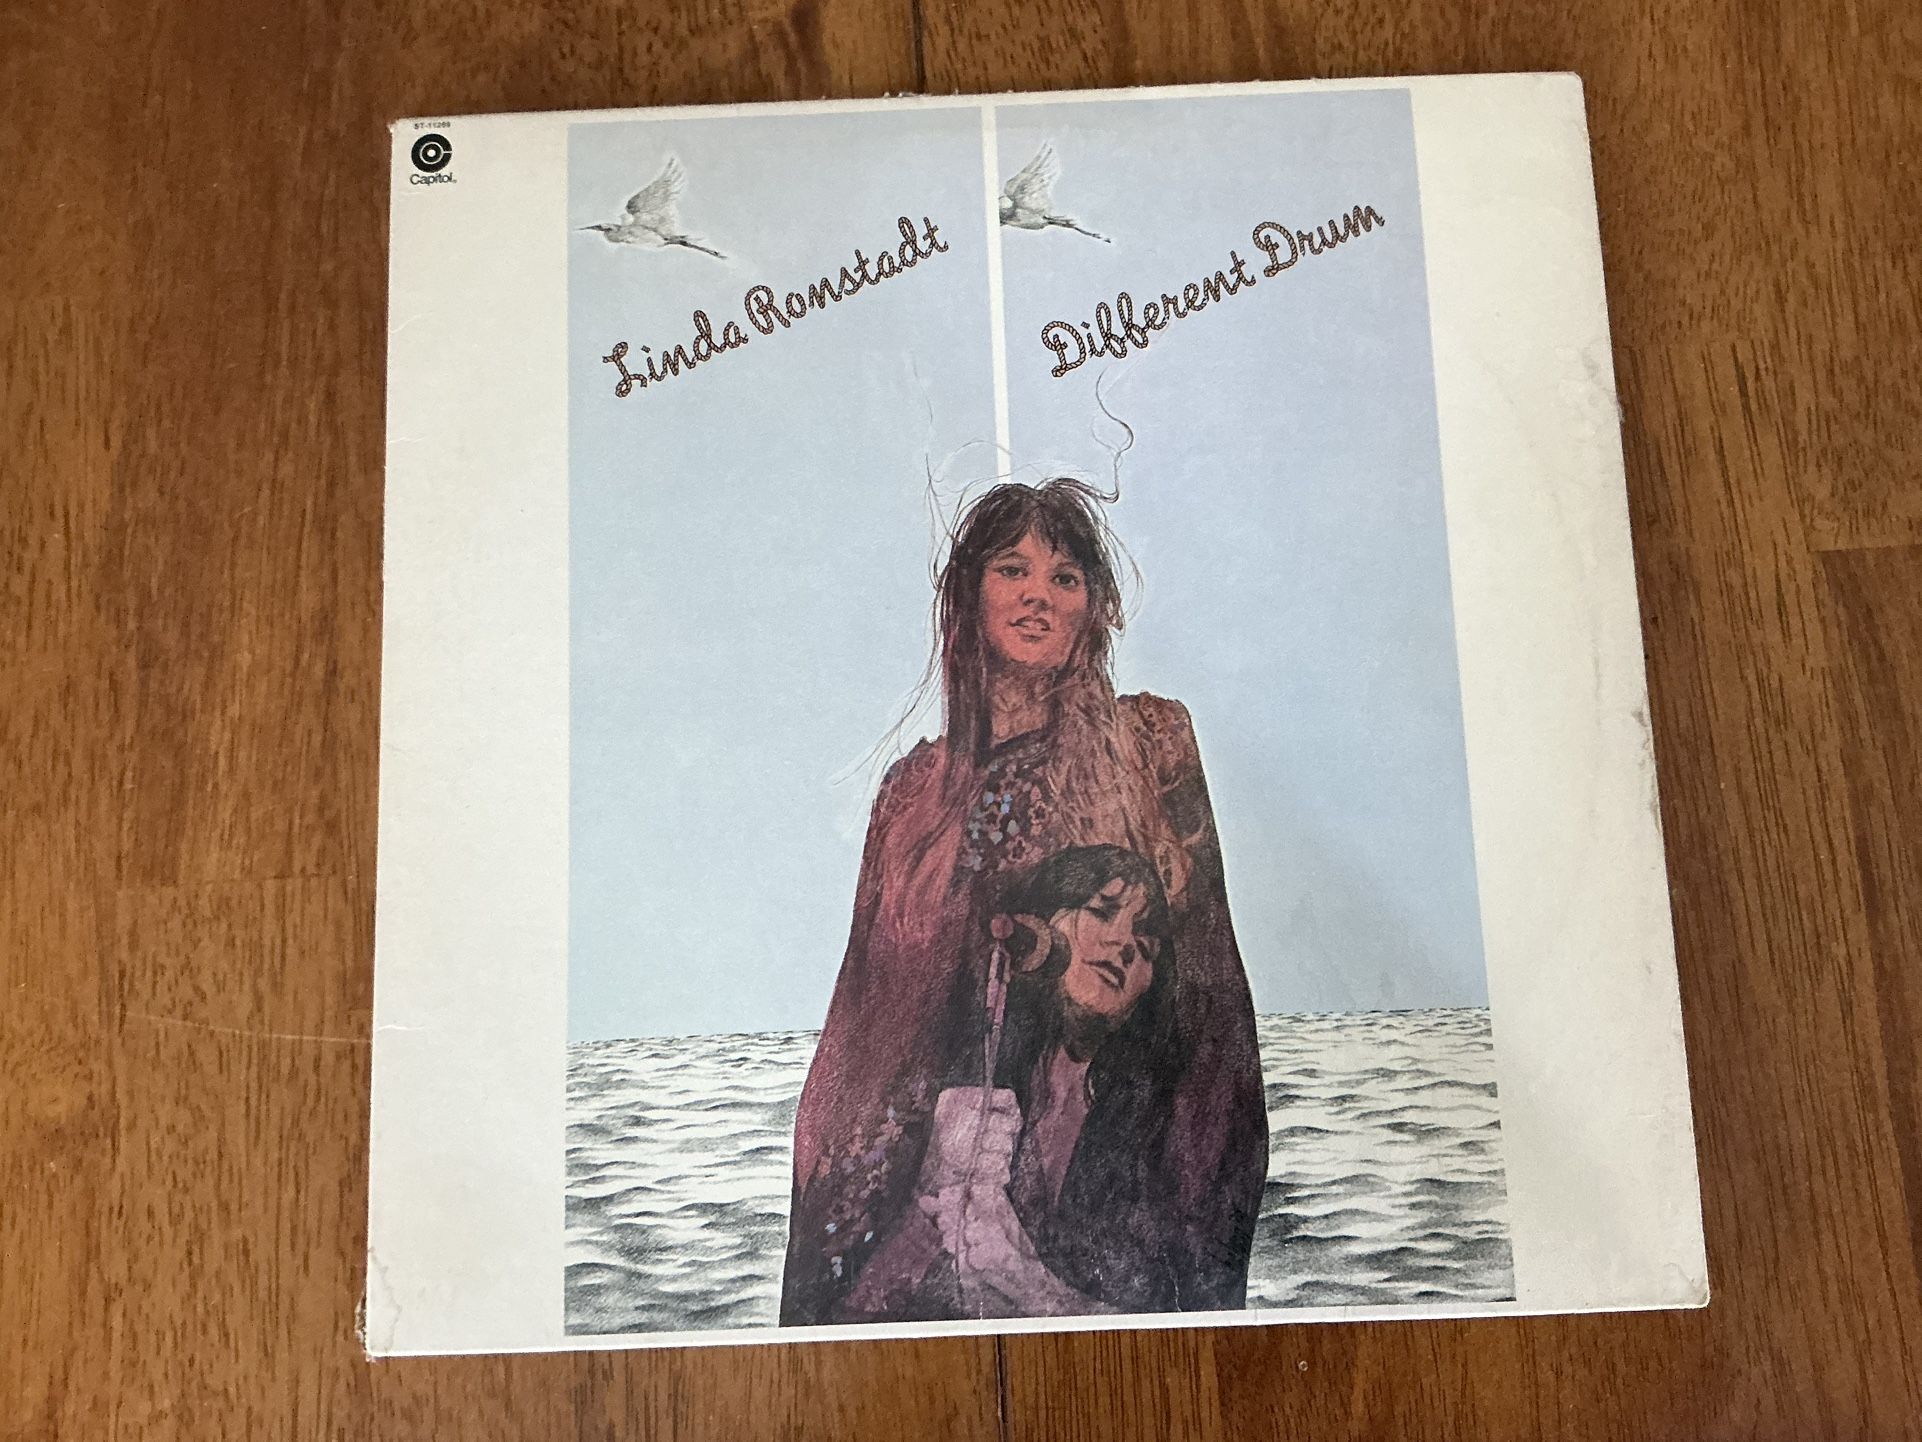 ST-11269
Capitol®
Linda Ronstadt
Different Drum